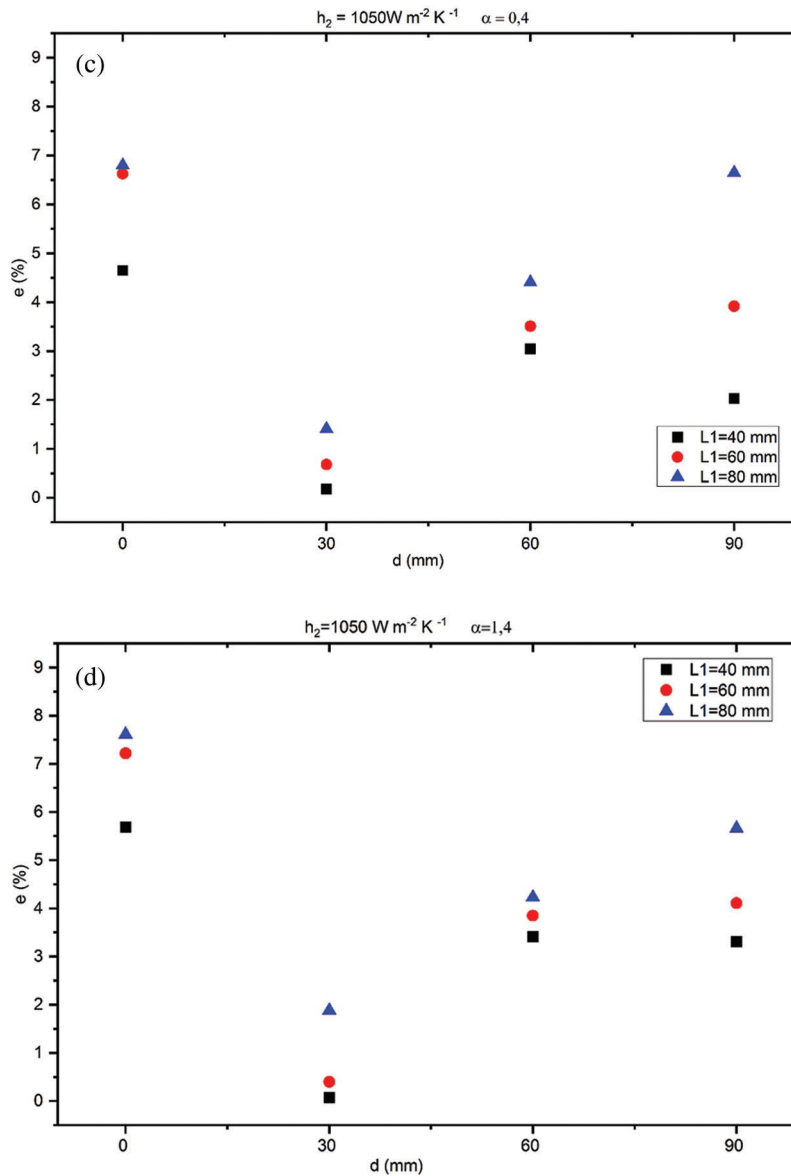 h₂ = 1050W m⁻² K ⁻¹ α = 0,4
(c)
9
8
7
6
5
4
3
2
1
0
e (%)
L1=40 mm
L1=60 mm
L1=80 mm
0 30 60 90
d (mm)
h₂=1050 W m⁻² K ⁻¹ α=1,4
(d)
L1=40 mm
L1=60 mm
L1=80 mm
9
8
7
6
5
4
3
2
1
0
e (%)
0 30 60 90
d (mm)